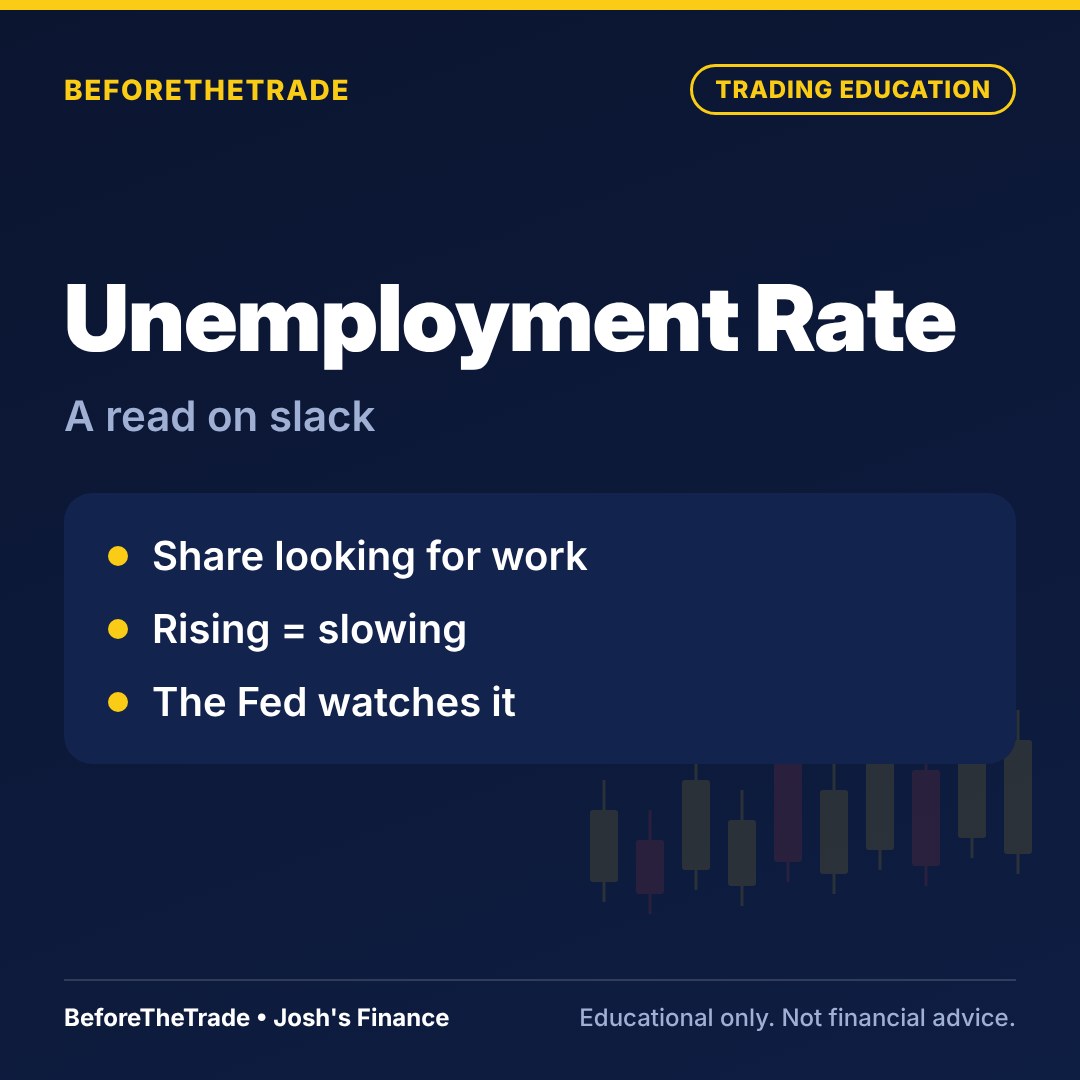 BEFORETHETRADE
TRADING EDUCATION
Unemployment Rate
A read on slack
Share looking for work
Rising = slowing
The Fed watches it
BeforeTheTrade • Josh's Finance
Educational only. Not financial advice.